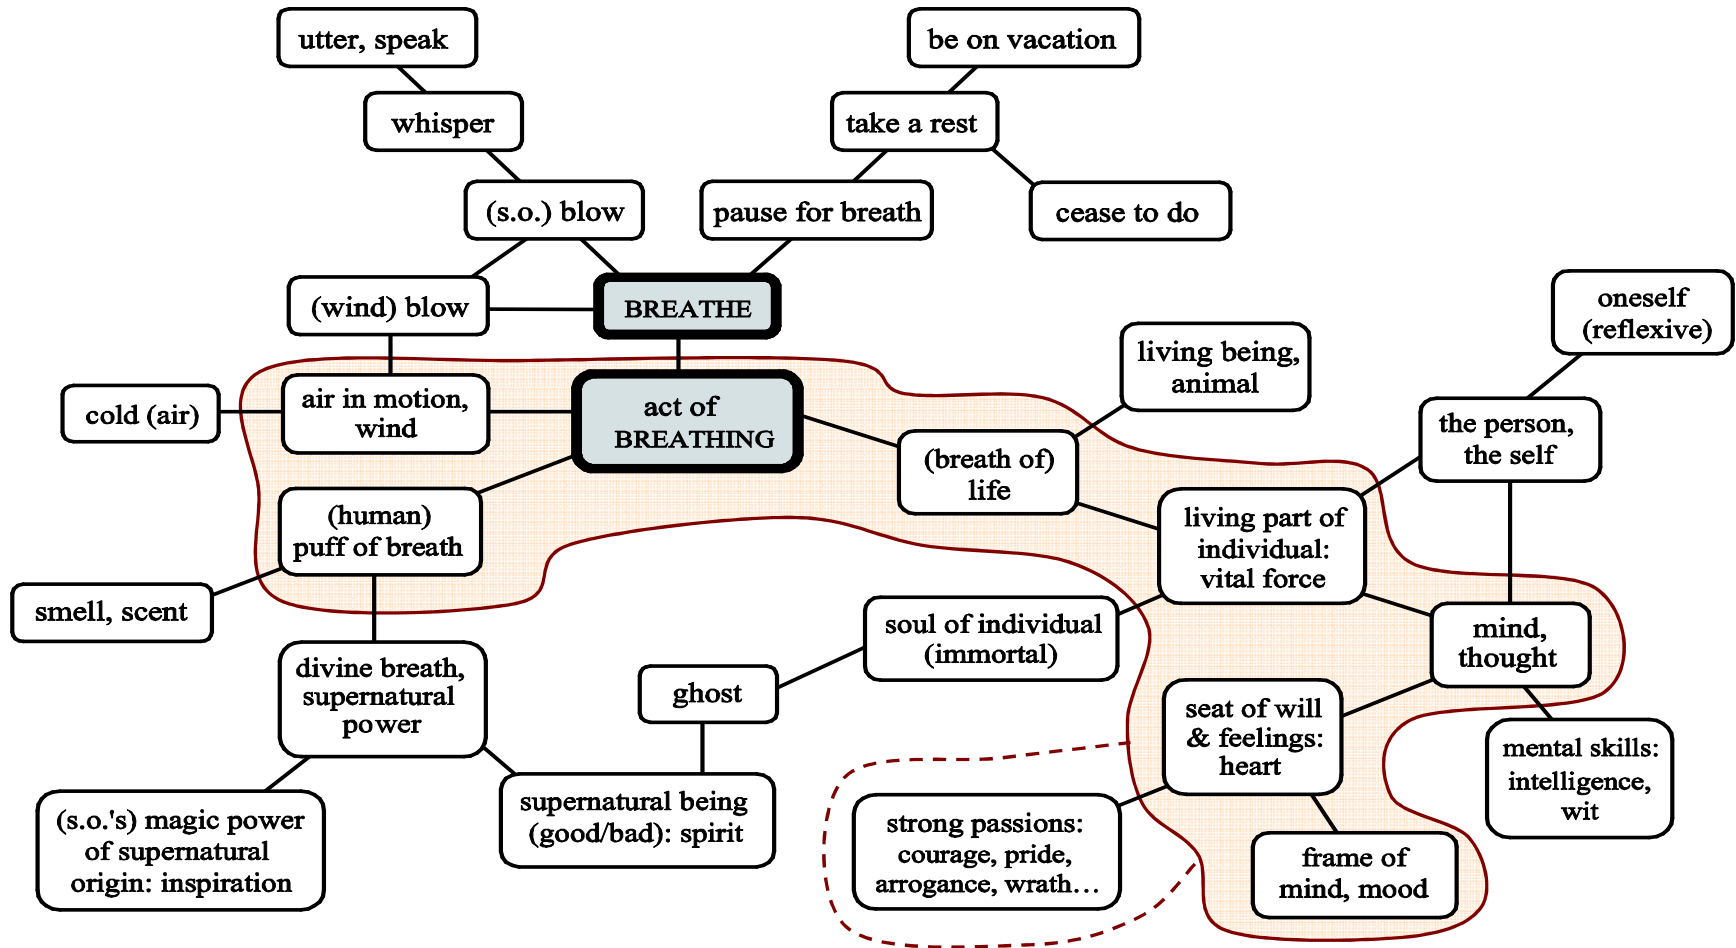 utter, speak
be on vacation
whisper
take a rest
(s.o.) blow
pause for breath
cease to do
(wind) blow
BREATHE
oneself
(reflexive)
living being,
animal
cold (air)
air in motion,
wind
act of
BREATHING
the person,
the self
(breath of)
life
(human)
puff of breath
living part of
individual:
vital force
smell, scent
soul of individual
(immortal)
mind,
thought
divine breath,
supernatural
power
ghost
seat of will
& feelings:
heart
mental skills:
intelligence,
wit
(s.o.'s) magic power
of supernatural
origin: inspiration
supernatural being
(good/bad): spirit
strong passions:
courage, pride,
arrogance, wrath…
frame of
mind, mood